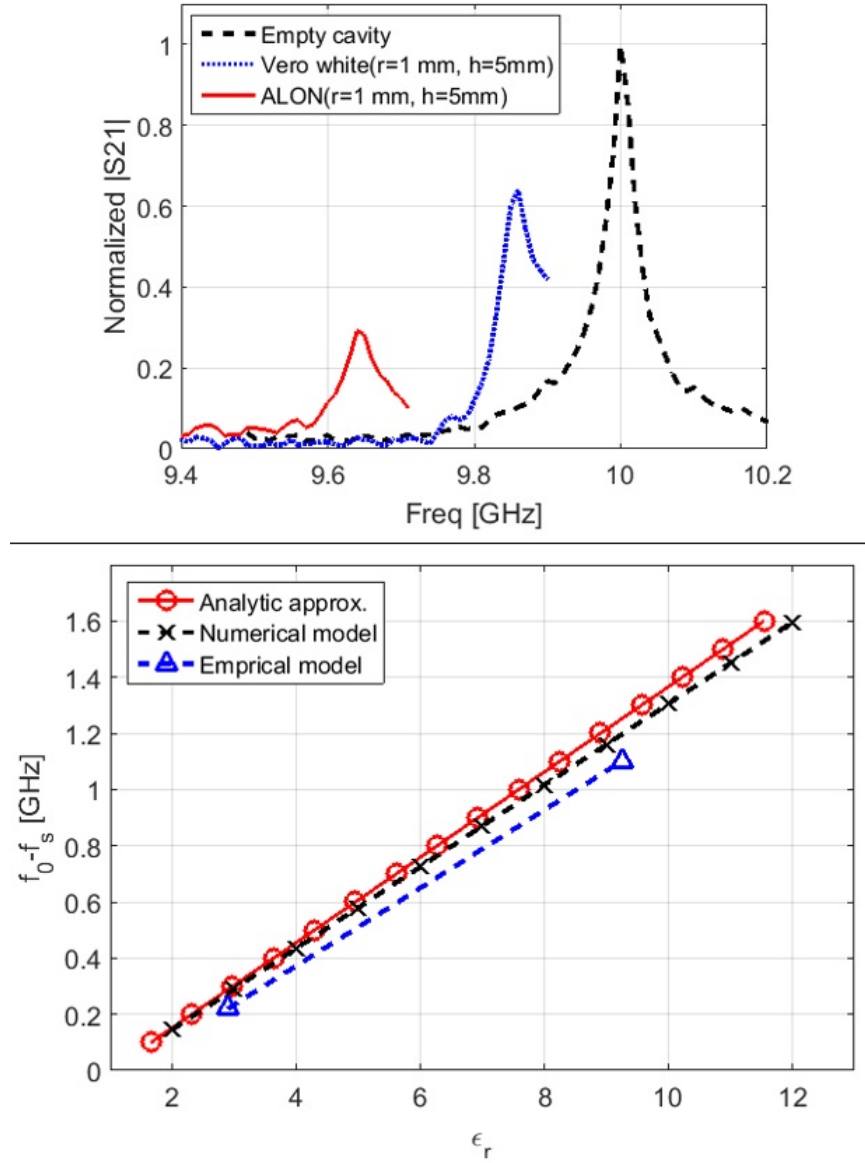 Empty cavity
Vero white(r=1 mm, h=5mm)
ALON(r=1 mm, h=5mm)
Normalized |S21|
1
0.8
0.6
0.4
0.2
0
9.4 9.6 9.8 10 10.2
Freq [GHz]
Analytic approx.
Numerical model
Emprical model
f0-fs [GHz]
1.6
1.4
1.2
1
0.8
0.6
0.4
0.2
0
2 4 6 8 10 12
ϵr